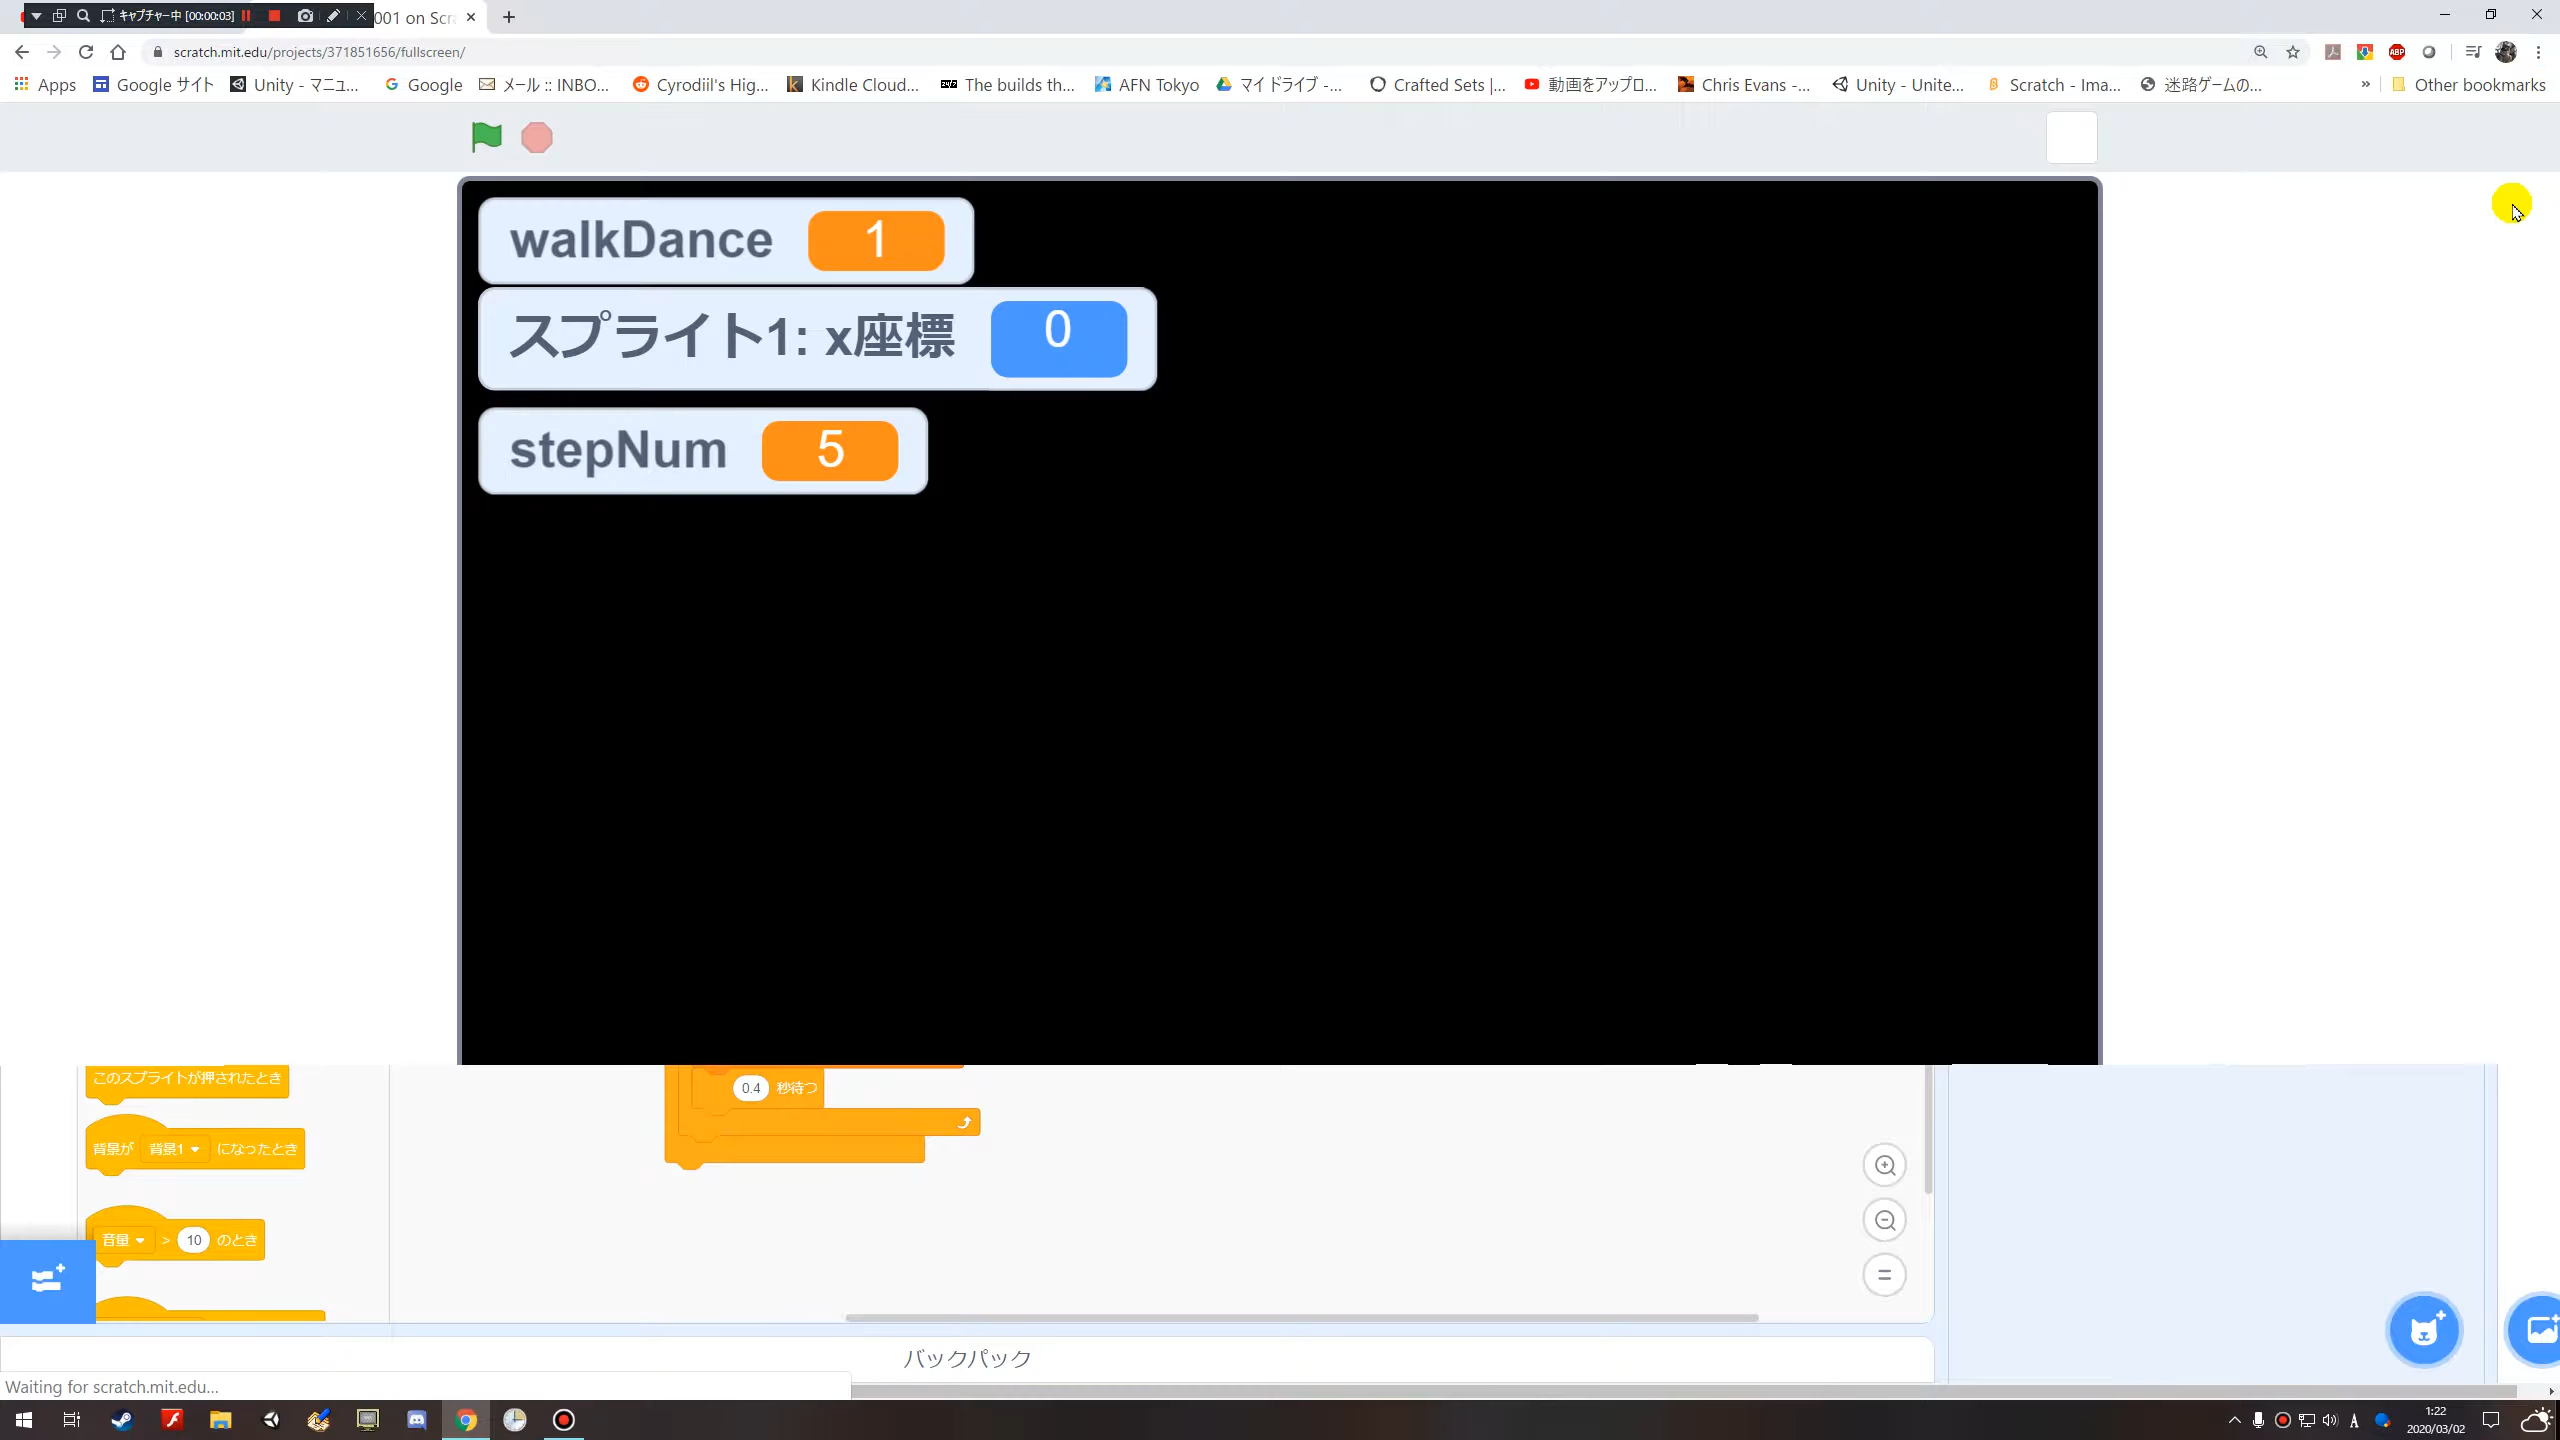 キャプチャー中 [00:00:03]
001 on Scr
scratch.mit.edu/projects/371851656/fullscreen/
Apps Google サイト Unity - マニュ... Google メール :: INBO... Cyrodiil's Hig... Kindle Cloud... The builds th... AFN Tokyo マイ ドライブ -... Crafted Sets |... 動画をアップロ... Chris Evans -... Unity - Unite... Scratch - Ima... 迷路ゲームの... » Other bookmarks
ABP
walkDance 1
スプライト1: x座標 0
stepNum 5
このスプライトが押されたとき
0.4 秒待つ
背景が 背景1 になったとき
音量 > 10 のとき
バックパック
Waiting for scratch.mit.edu...
A
1:22
2020/03/02